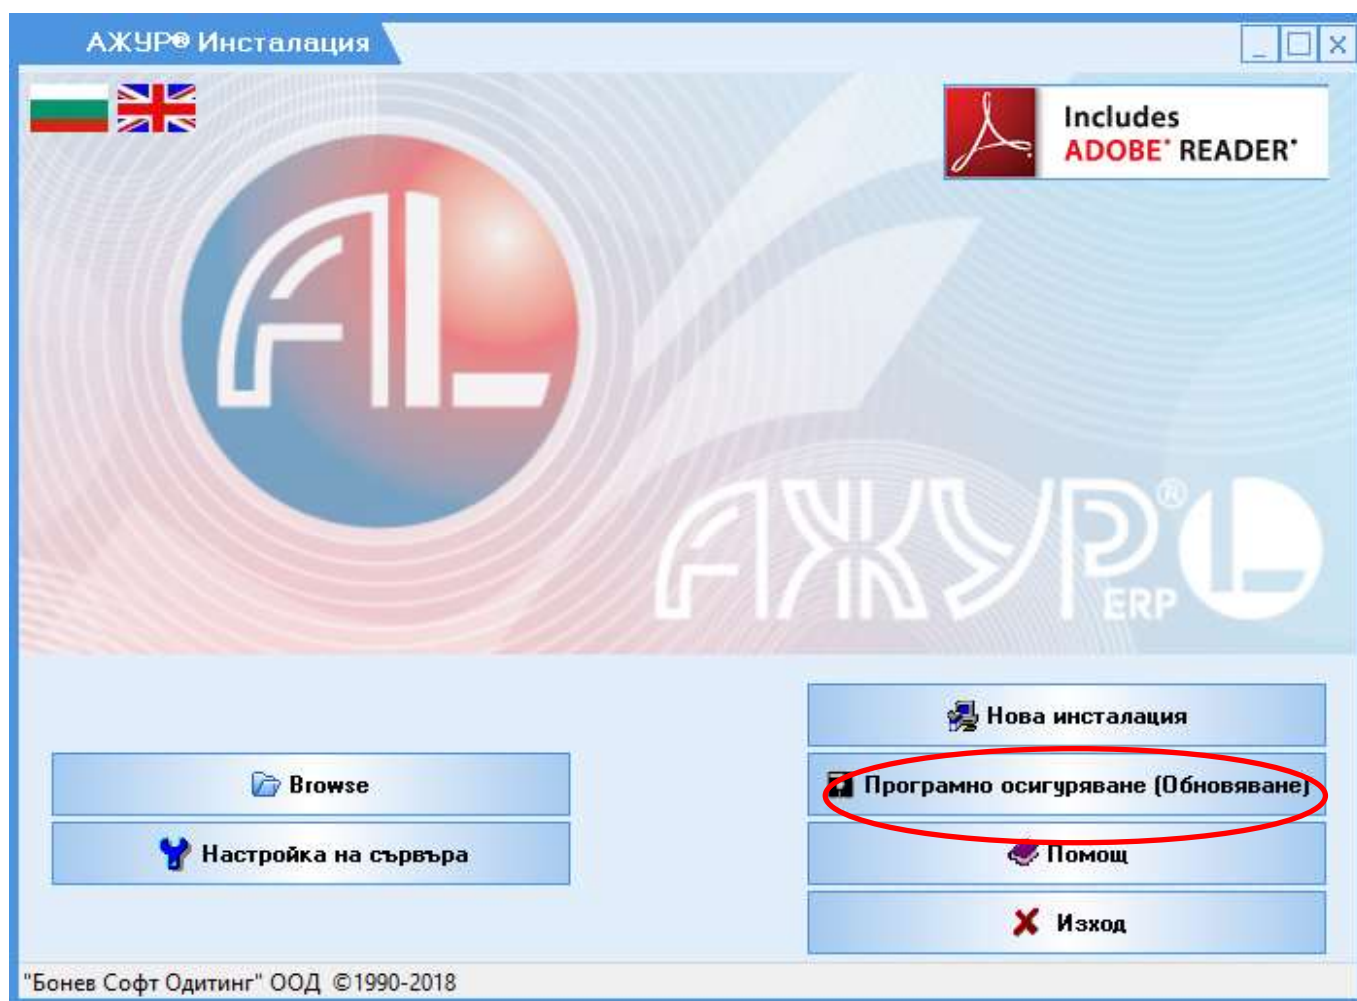 АЖУР® Инсталация
Includes
ADOBE® READER®
AL
АЖУР® L
ERP
Нова инсталация
Browse
Програмно осигуряване (Обновяване)
Настройка на сървъра
Помощ
Изход
"Бонев Софт Одитинг" ООД ©1990-2018